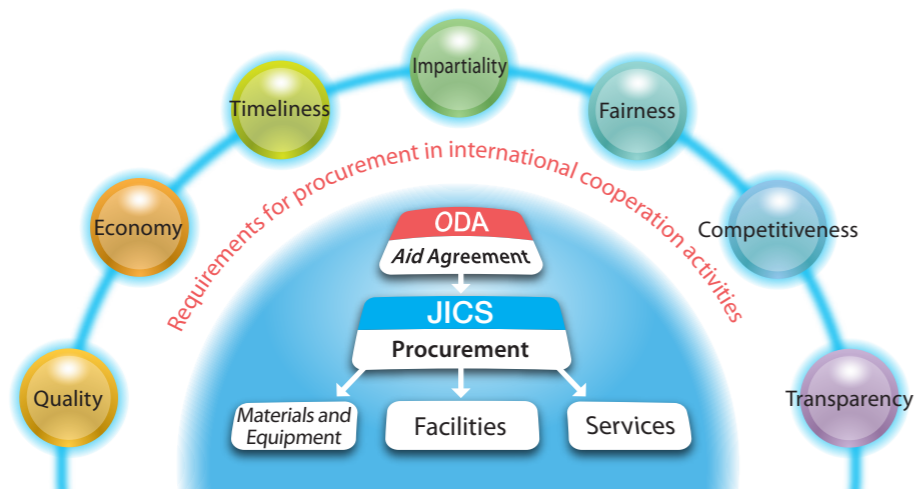 Impartiality
Timeliness
Fairness
Economy
Competitiveness
Quality
Transparency
Requirements for procurement in international cooperation activities
ODA
Aid Agreement
JICS
Procurement
Materials and
Equipment
Facilities
Services